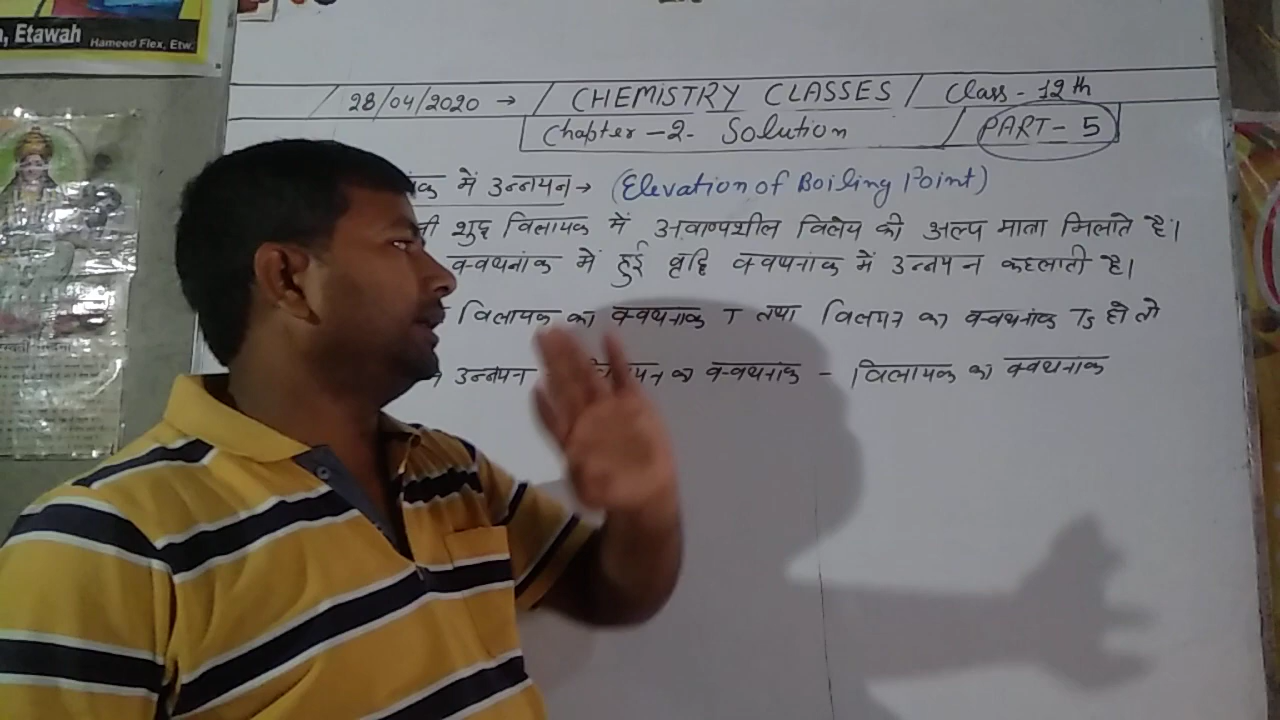 , Etawah
Hameed Flex, Etw.
28/04/2020 → / CHEMISTRY CLASSES / Class - 12th
Chapter - 2 - Solution / PART - 5
में उन्नयन → (Elevation of Boiling Point)
शुद्ध विलायक में अवाष्पशील विलेय की अल्प मात्रा मिलाते है।
क्वथनांक में हुई वृद्धि क्वथनांक में उन्नयन कहलाती है।
विलायक का क्वथनांक T तथा विलयन का क्वथनांक Ts हो तो
उन्नयन का क्वथनांक - विलायक का क्वथनांक